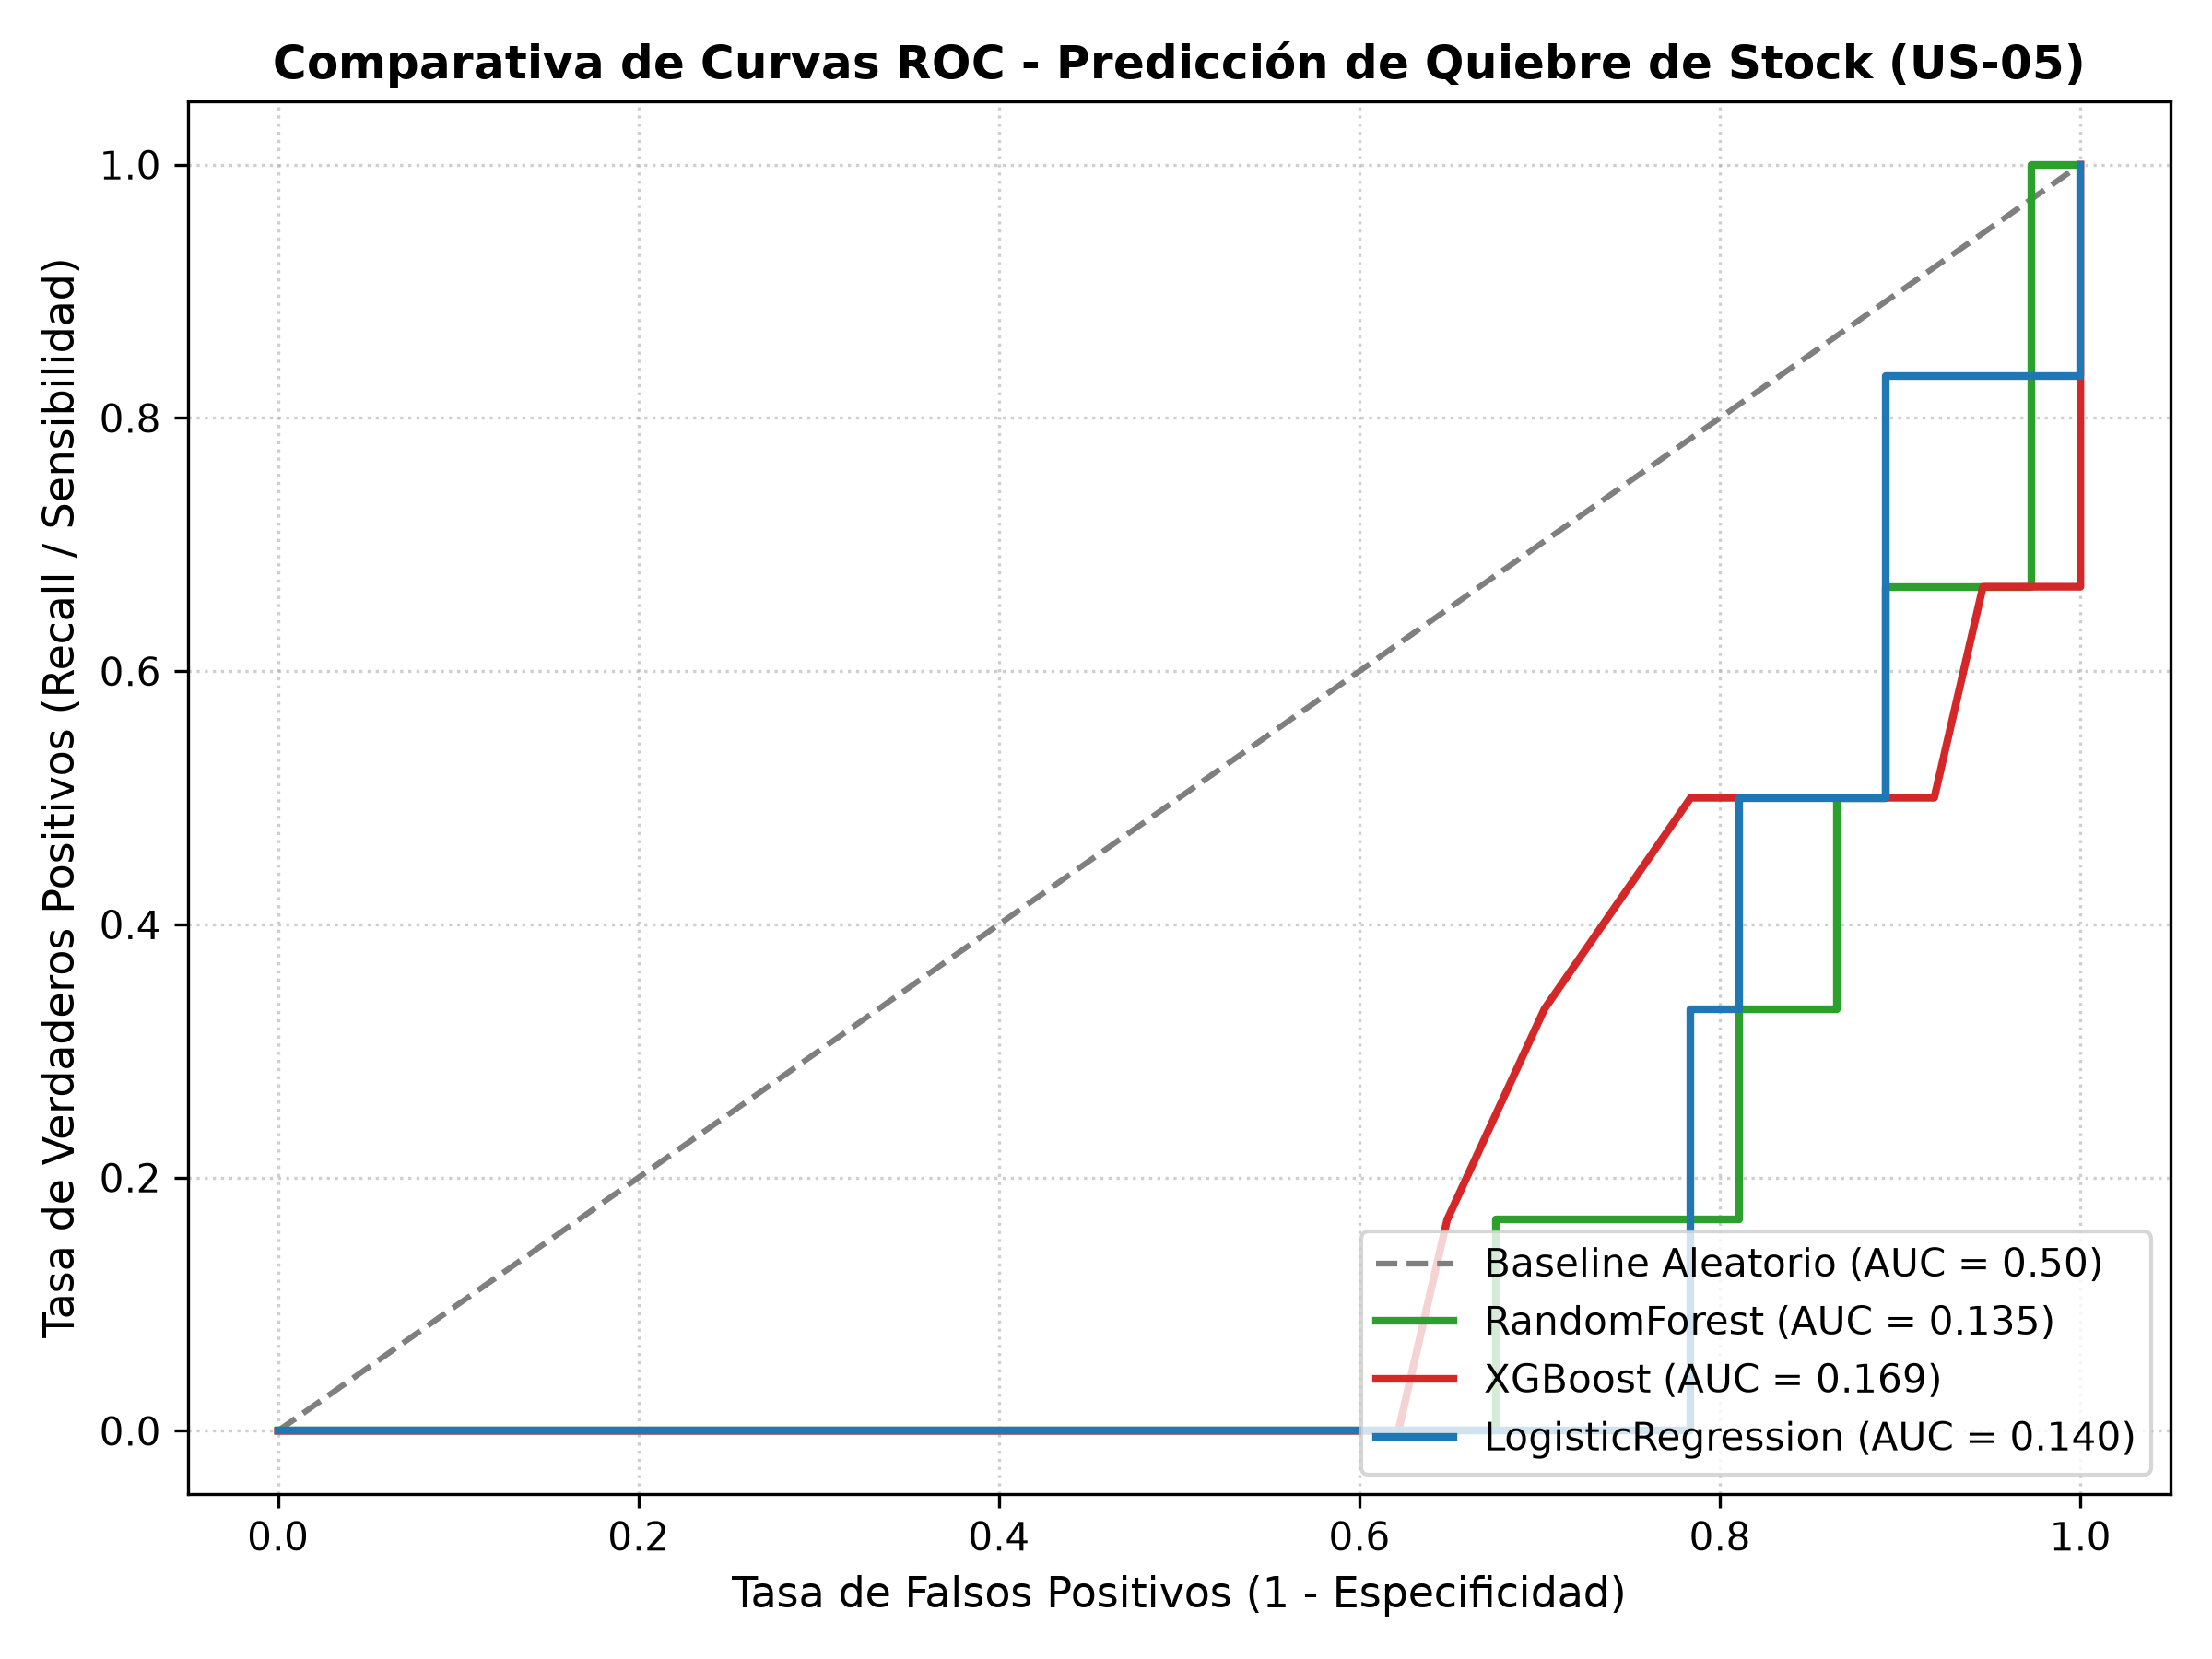 Comparativa de Curvas ROC - Predicción de Quiebre de Stock (US-05)
Tasa de Verdaderos Positivos (Recall / Sensibilidad)
1.0
0.8
0.6
0.4
0.2
0.0
Baseline Aleatorio (AUC = 0.50)
RandomForest (AUC = 0.135)
XGBoost (AUC = 0.169)
LogisticRegression (AUC = 0.140)
0.0 0.2 0.4 0.6 0.8 1.0
Tasa de Falsos Positivos (1 - Especificidad)